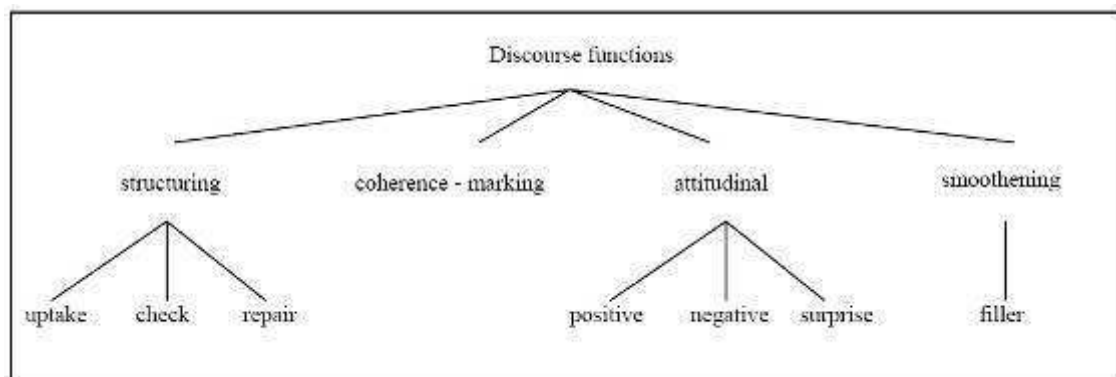 Discourse functions
structuring coherence - marking attitudinal smoothening
uptake check repair positive negative surprise filler